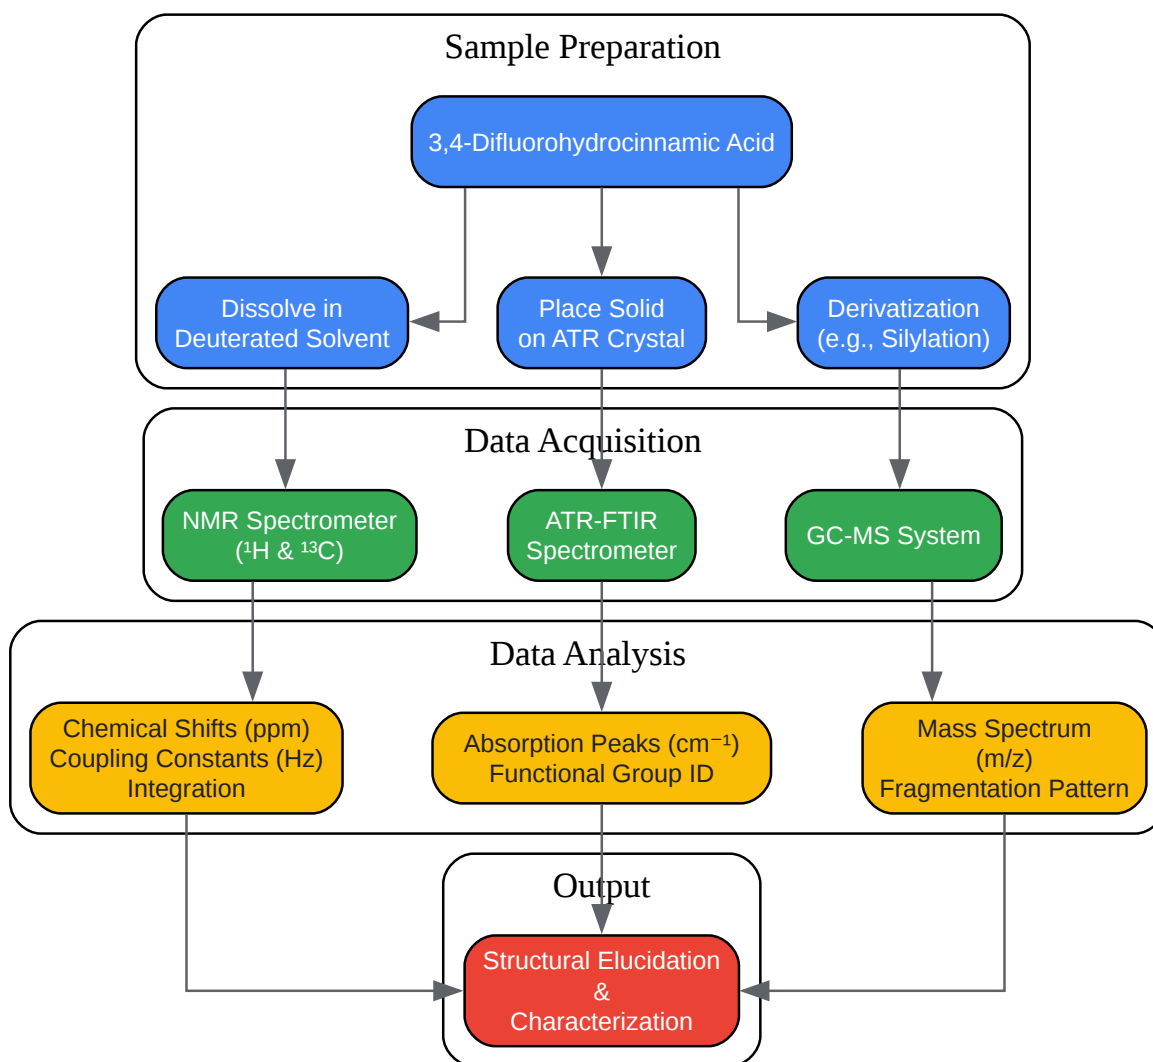 Sample Preparation
3,4-Difluorohydrocinnamic Acid
Dissolve in
Deuterated Solvent
Place Solid
on ATR Crystal
Derivatization
(e.g., Silylation)
Data Acquisition
NMR Spectrometer
(¹H & ¹³C)
ATR-FTIR
Spectrometer
GC-MS System
Data Analysis
Chemical Shifts (ppm)
Coupling Constants (Hz)
Integration
Absorption Peaks (cm⁻¹)
Functional Group ID
Mass Spectrum
(m/z)
Fragmentation Pattern
Output
Structural Elucidation
&
Characterization